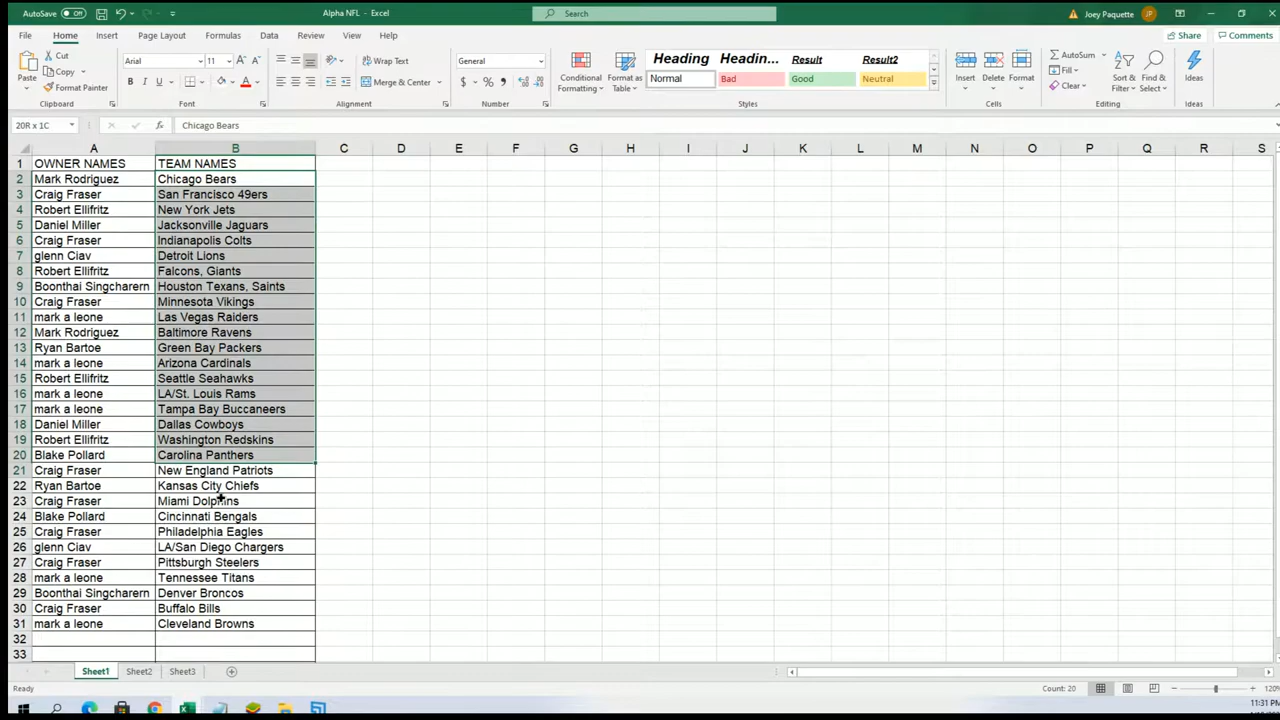 AutoSave Off Alpha NFL - Excel Search Joey Paquette JP
File Home Insert Page Layout Formulas Data Review View Help Share Comments
Paste Cut Copy Format Painter Clipboard
Arial 11 A A B I U A Font
Wrap Text Merge & Center Alignment
General $ % , Number
Conditional Formatting Format as Table
Heading Headin... Result Result2
Normal Bad Good Neutral
Styles
Insert Delete Format Cells
AutoSum Fill Clear Sort & Filter Find & Select Editing
Ideas Ideas
20R x 1C fx Chicago Bears
A B C D E F G H I J K L M N O P Q R S
1 OWNER NAMES TEAM NAMES
2 Mark Rodriguez Chicago Bears
3 Craig Fraser San Francisco 49ers
4 Robert Ellifritz New York Jets
5 Daniel Miller Jacksonville Jaguars
6 Craig Fraser Indianapolis Colts
7 glenn Ciav Detroit Lions
8 Robert Ellifritz Falcons, Giants
9 Boonthai Singcharern Houston Texans, Saints
10 Craig Fraser Minnesota Vikings
11 mark a leone Las Vegas Raiders
12 Mark Rodriguez Baltimore Ravens
13 Ryan Bartoe Green Bay Packers
14 mark a leone Arizona Cardinals
15 Robert Ellifritz Seattle Seahawks
16 mark a leone LA/St. Louis Rams
17 mark a leone Tampa Bay Buccaneers
18 Daniel Miller Dallas Cowboys
19 Robert Ellifritz Washington Redskins
20 Blake Pollard Carolina Panthers
21 Craig Fraser New England Patriots
22 Ryan Bartoe Kansas City Chiefs
23 Craig Fraser Miami Dolphins
24 Blake Pollard Cincinnati Bengals
25 Craig Fraser Philadelphia Eagles
26 glenn Ciav LA/San Diego Chargers
27 Craig Fraser Pittsburgh Steelers
28 mark a leone Tennessee Titans
29 Boonthai Singcharern Denver Broncos
30 Craig Fraser Buffalo Bills
31 mark a leone Cleveland Browns
32
33
Sheet1 Sheet2 Sheet3
Ready Count: 20 120%
11:31 PM